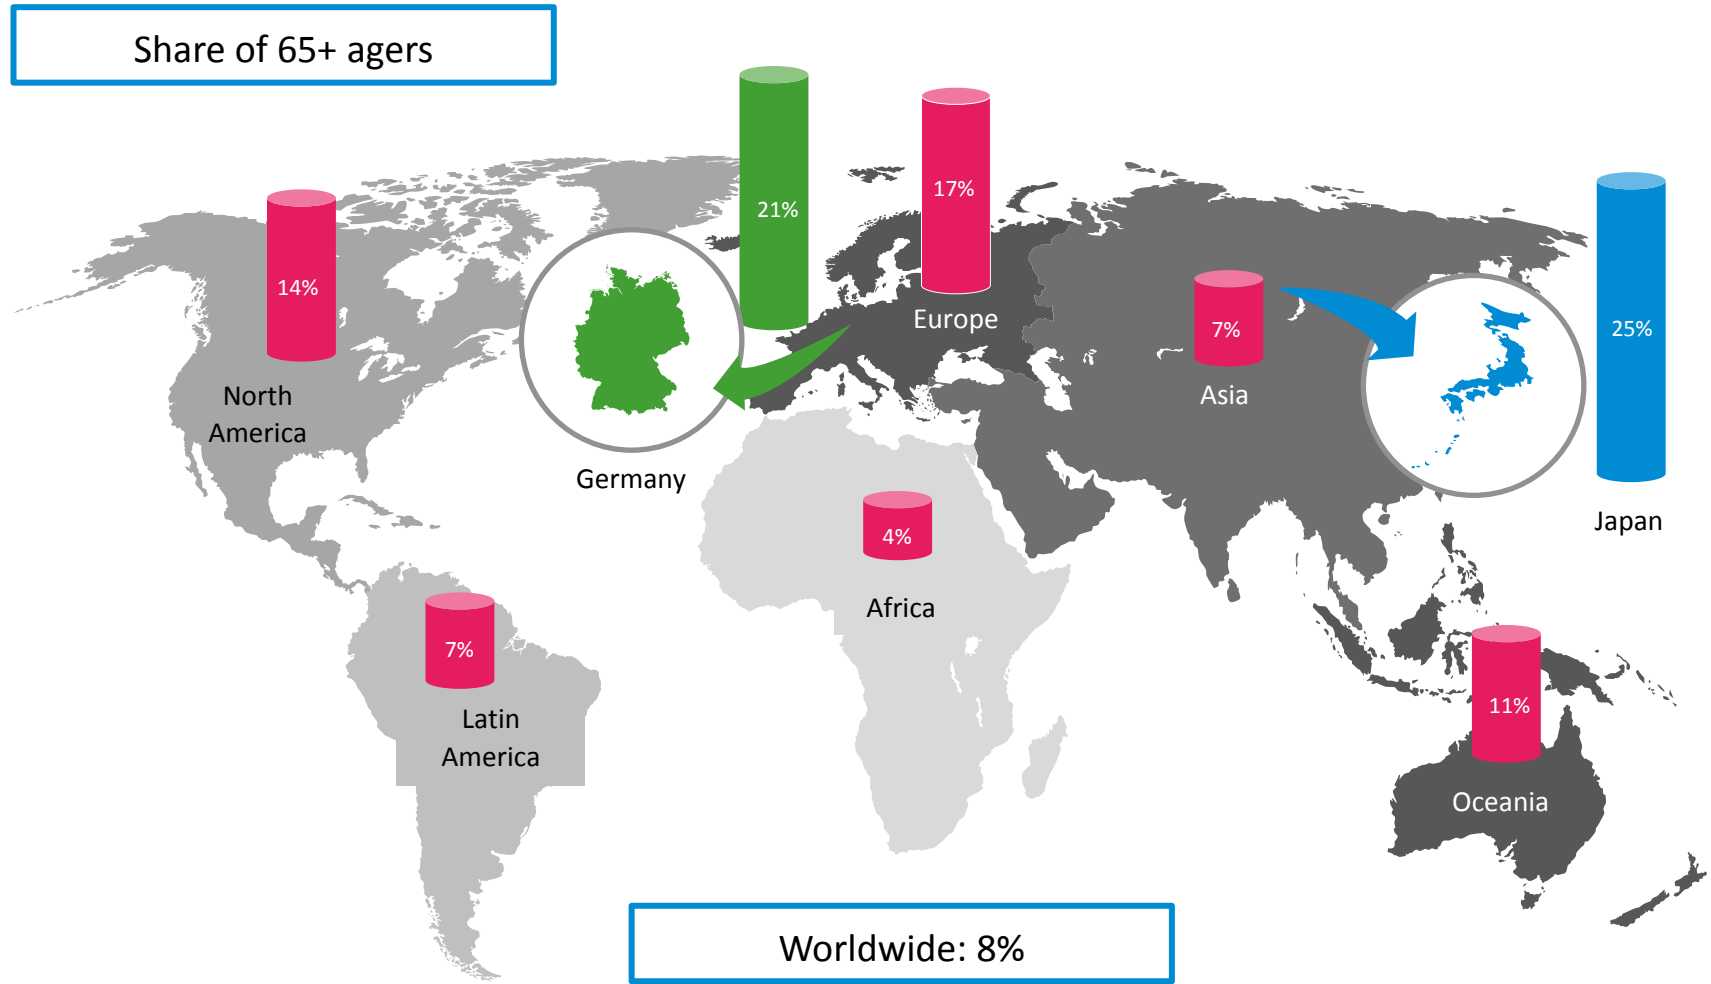 Share of 65+ agers
21%
17%
14%
25%
7%
Europe
North
America
Asia
Germany
Japan
4%
Africa
7%
11%
Latin
America
Oceania
Worldwide: 8%